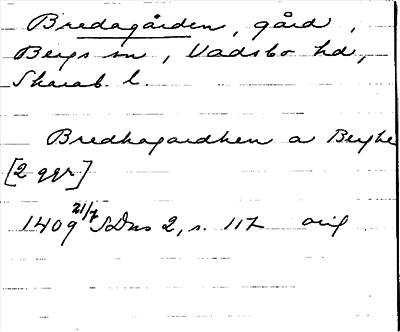 Bredagården, gård,
Bergs sn, Vadsbo hd,
Skarab. l.
Bredhagardhen a Berghe
[2 ggr]
1409 21/7 SDns 2, s. 117 orig